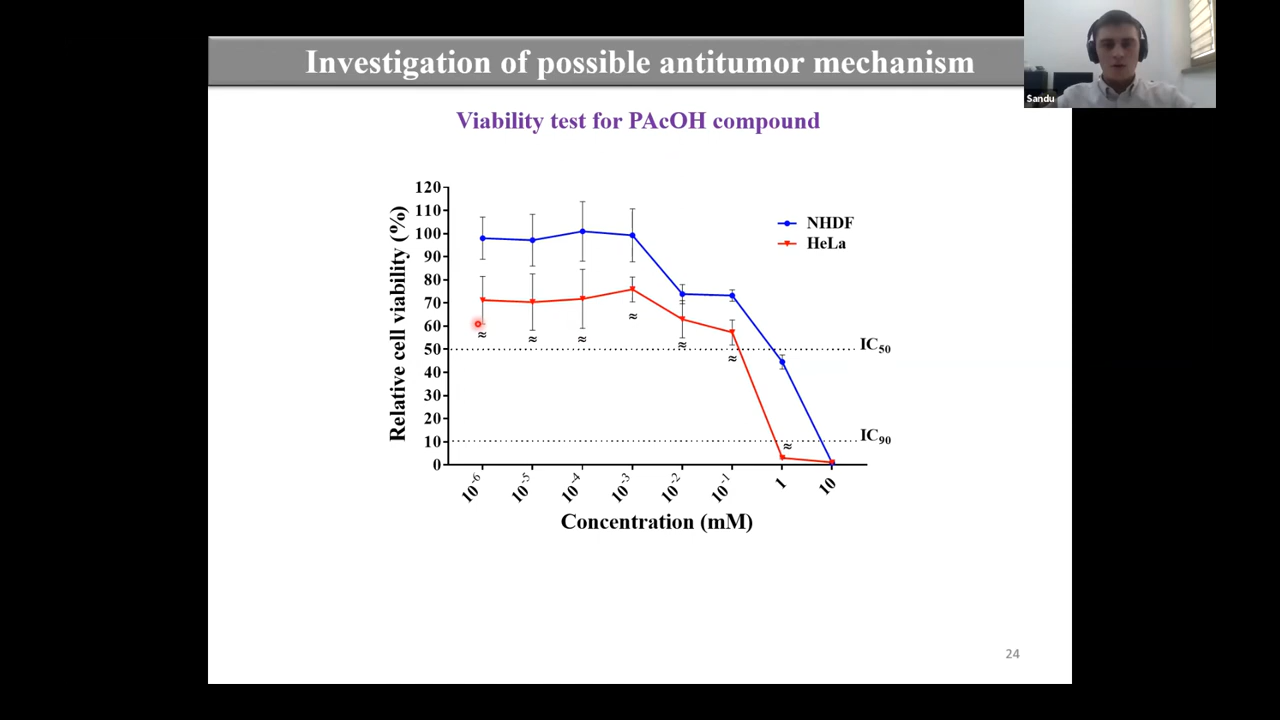 Investigation of possible antitumor mechanism
Sandu
Viability test for PAcOH compound
Relative cell viability (%)
120
110
100
90
80
70
60
50
40
30
20
10
0
NHDF
HeLa
≈ ≈ ≈ ≈ ≈ ≈ ≈
IC₅₀
IC₉₀
10⁻⁶ 10⁻⁵ 10⁻⁴ 10⁻³ 10⁻² 10⁻¹ 1 10
Concentration (mM)
24